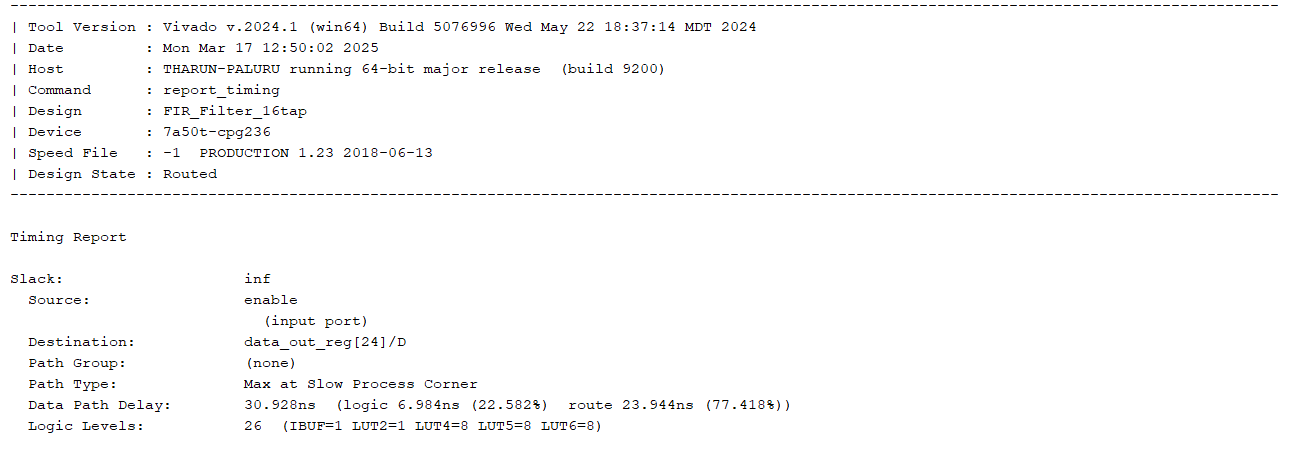 ---------------------------------------------------------------------------------------------------------------------------------------------
| Tool Version : Vivado v.2024.1 (win64) Build 5076996 Wed May 22 18:37:14 MDT 2024
| Date         : Mon Mar 17 12:50:02 2025
| Host         : THARUN-PALURU running 64-bit major release  (build 9200)
| Command      : report_timing
| Design       : FIR_Filter_16tap
| Device       : 7a50t-cpg236
| Speed File   : -1  PRODUCTION 1.23 2018-06-13
| Design State : Routed
---------------------------------------------------------------------------------------------------------------------------------------------
Timing Report
Slack:                    inf
  Source:                 enable
                            (input port)
  Destination:            data_out_reg[24]/D
  Path Group:             (none)
  Path Type:              Max at Slow Process Corner
  Data Path Delay:        30.928ns  (logic 6.984ns (22.582%)  route 23.944ns (77.418%))
  Logic Levels:           26  (IBUF=1 LUT2=1 LUT4=8 LUT5=8 LUT6=8)